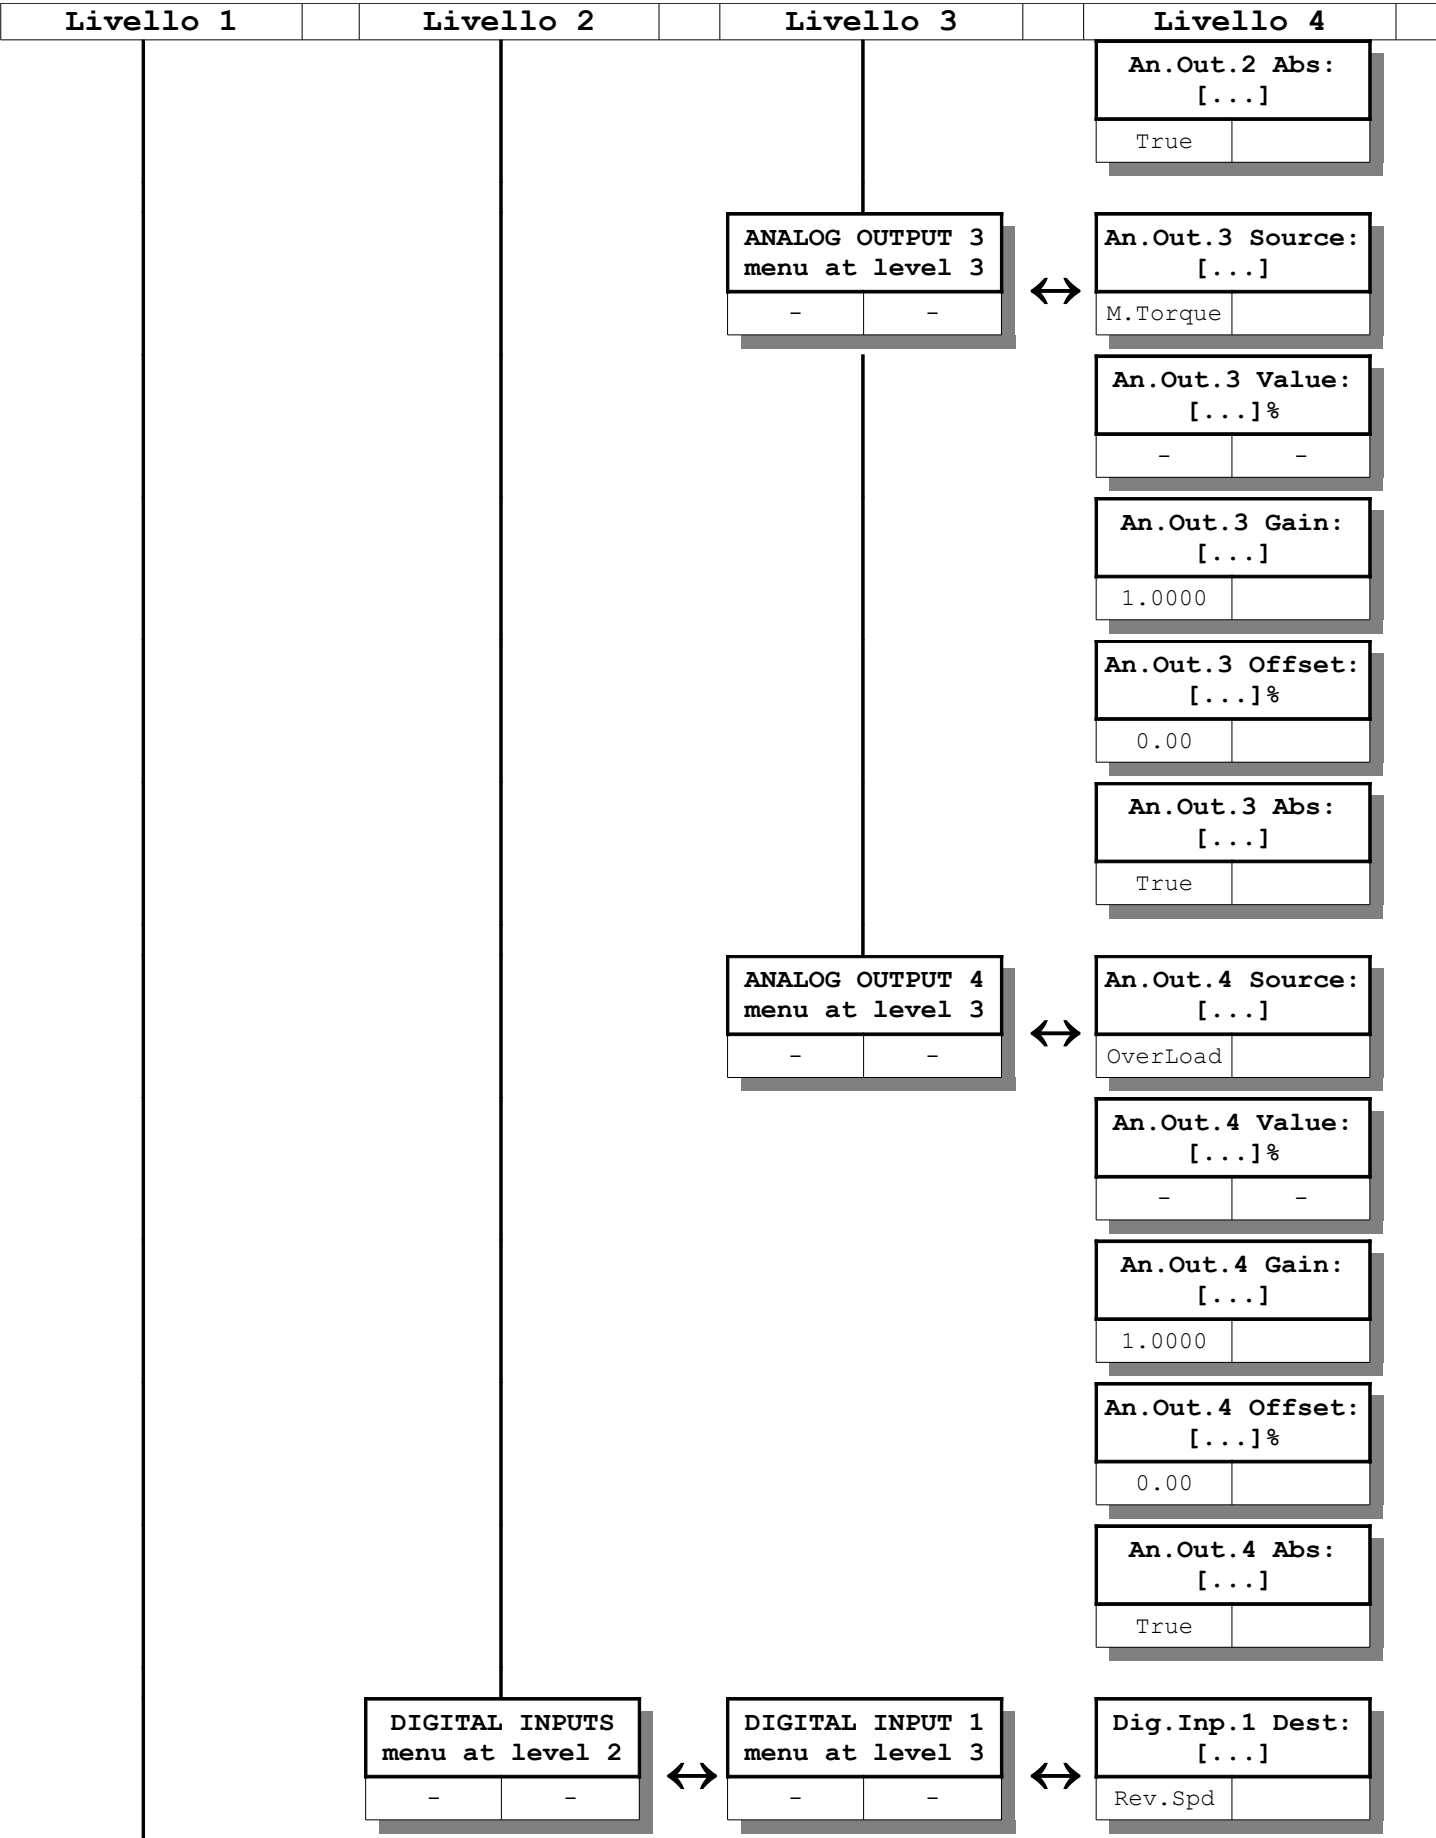 Livello 1 Livello 2 Livello 3 Livello 4
An.Out.2 Abs:
[...]
True
ANALOG OUTPUT 3
menu at level 3
- -
An.Out.3 Source:
[...]
M.Torque
An.Out.3 Value:
[...]%
- -
An.Out.3 Gain:
[...]
1.0000
An.Out.3 Offset:
[...]%
0.00
An.Out.3 Abs:
[...]
True
ANALOG OUTPUT 4
menu at level 3
- -
An.Out.4 Source:
[...]
OverLoad
An.Out.4 Value:
[...]%
- -
An.Out.4 Gain:
[...]
1.0000
An.Out.4 Offset:
[...]%
0.00
An.Out.4 Abs:
[...]
True
DIGITAL INPUTS
menu at level 2
- -
DIGITAL INPUT 1
menu at level 3
- -
Dig.Inp.1 Dest:
[...]
Rev.Spd